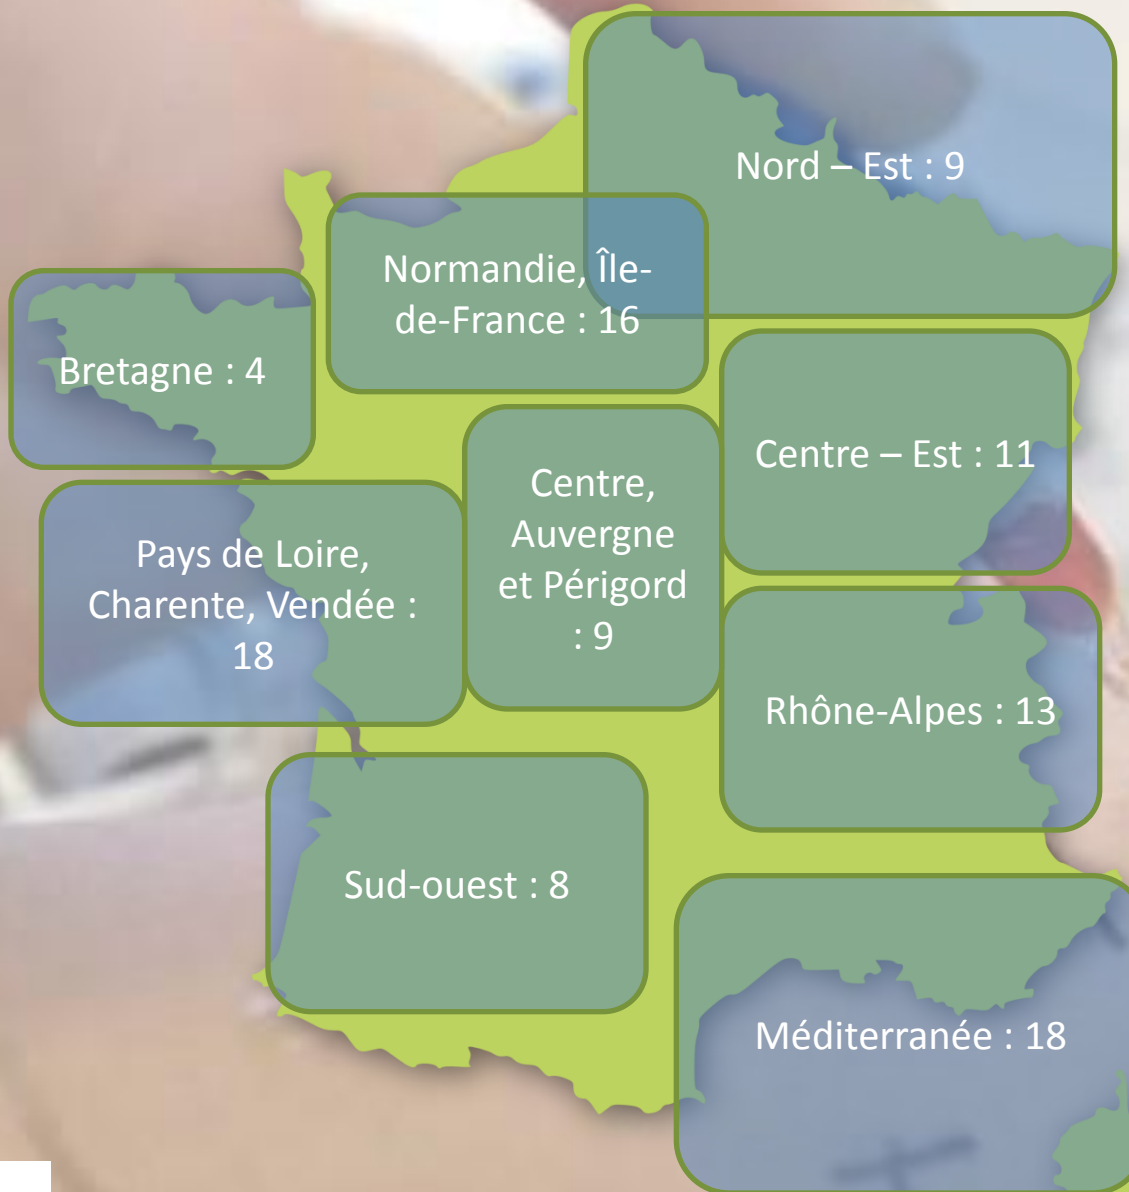 Nord – Est : 9
Normandie, Île-
de-France : 16
Bretagne : 4
Centre – Est : 11
Centre,
Auvergne
et Périgord
: 9
Pays de Loire,
Charente, Vendée :
18
Rhône-Alpes : 13
Sud-ouest : 8
Méditerranée : 18